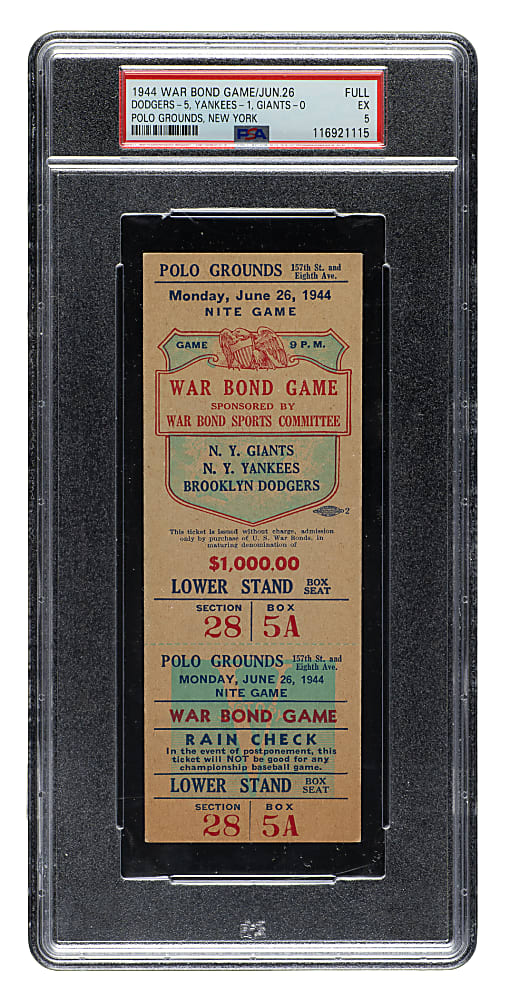 1944 WAR BOND GAME/JUN.26 FULL
DODGERS-5, YANKEES-1, GIANTS-0 EX
POLO GROUNDS, NEW YORK 5
PSA 116921115
POLO GROUNDS 157th St. and Eighth Ave.
Monday, June 26, 1944
NITE GAME
GAME 9 P.M.
WAR BOND GAME
SPONSORED BY
WAR BOND SPORTS COMMITTEE
N. Y. GIANTS
N. Y. YANKEES
BROOKLYN DODGERS
2
This ticket is issued without charge, admission
only by purchase of U. S. War Bonds, in
maturing denomination of
$1,000.00
LOWER STAND BOX SEAT
SECTION BOX
28 5A
POLO GROUNDS 157th St. and Eighth Ave.
MONDAY, JUNE 26, 1944
NITE GAME
WAR BOND GAME
RAIN CHECK
In the event of postponement, this
ticket will NOT be good for any
championship baseball game.
LOWER STAND BOX SEAT
SECTION BOX
28 5A